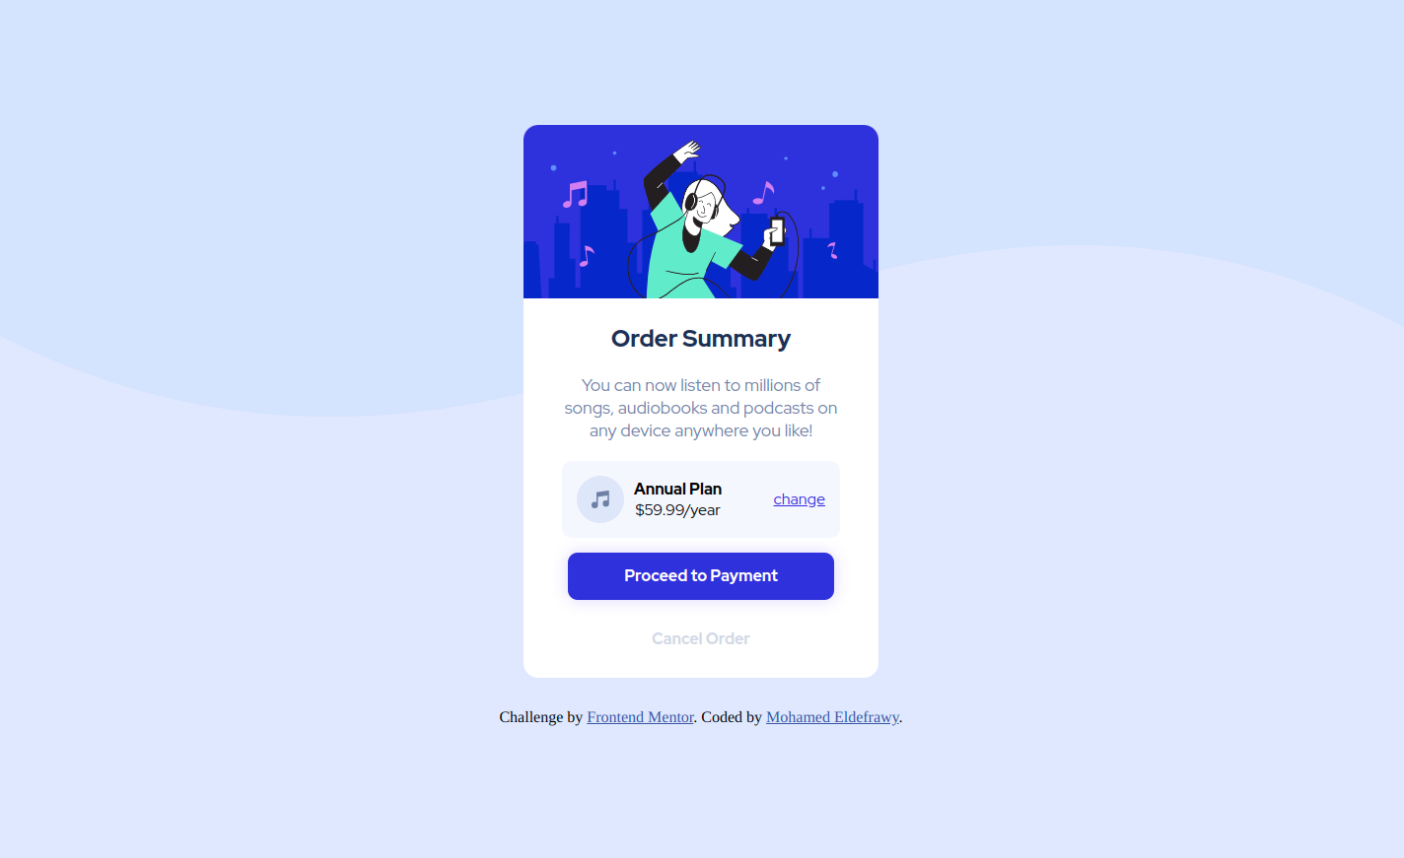 Order Summary
You can now listen to millions of
songs, audiobooks and podcasts on
any device anywhere you like!
Annual Plan
$59.99/year
change
Proceed to Payment
Cancel Order
Challenge by Frontend Mentor. Coded by Mohamed Eldefrawy.